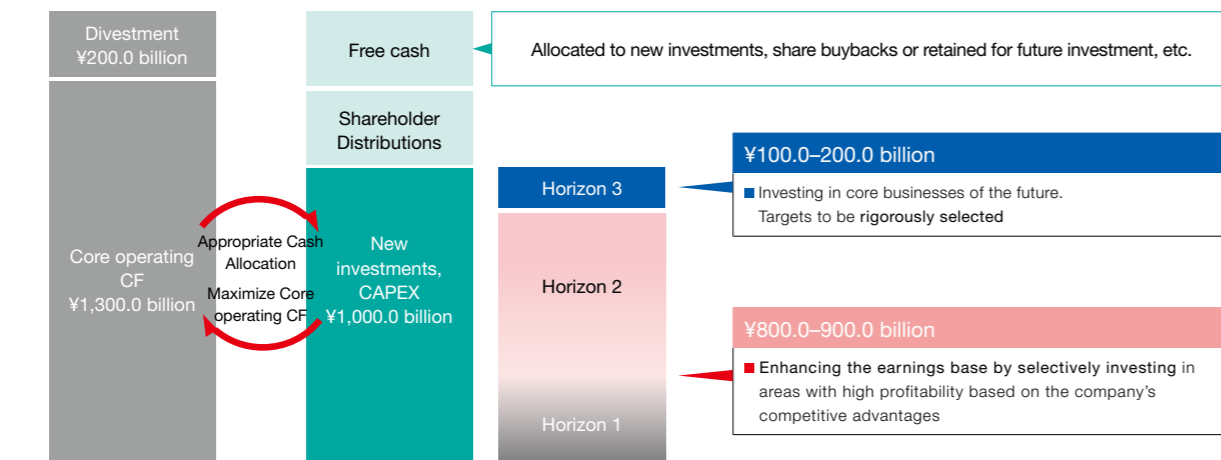 Divestment
¥200.0 billion
Core operating
CF
¥1,300.0 billion
Appropriate Cash
Allocation
Maximize Core
operating CF
Free cash
Shareholder
Distributions
New
investments,
CAPEX
¥1,000.0 billion
Allocated to new investments, share buybacks or retained for future investment, etc.
Horizon 3
Horizon 2
Horizon 1
¥100.0–200.0 billion
■ Investing in core businesses of the future.
Targets to be rigorously selected
¥800.0–900.0 billion
■ Enhancing the earnings base by selectively investing in
areas with high profitability based on the company’s
competitive advantages